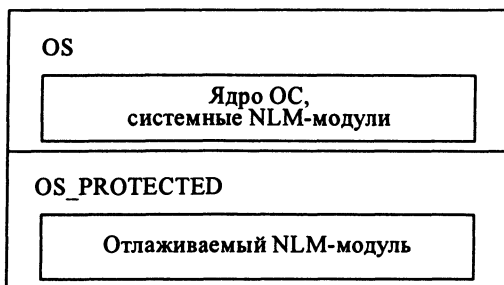 OS
Ядро ОС,
системные NLM-модули
OS_PROTECTED
Отлаживаемый NLM-модуль